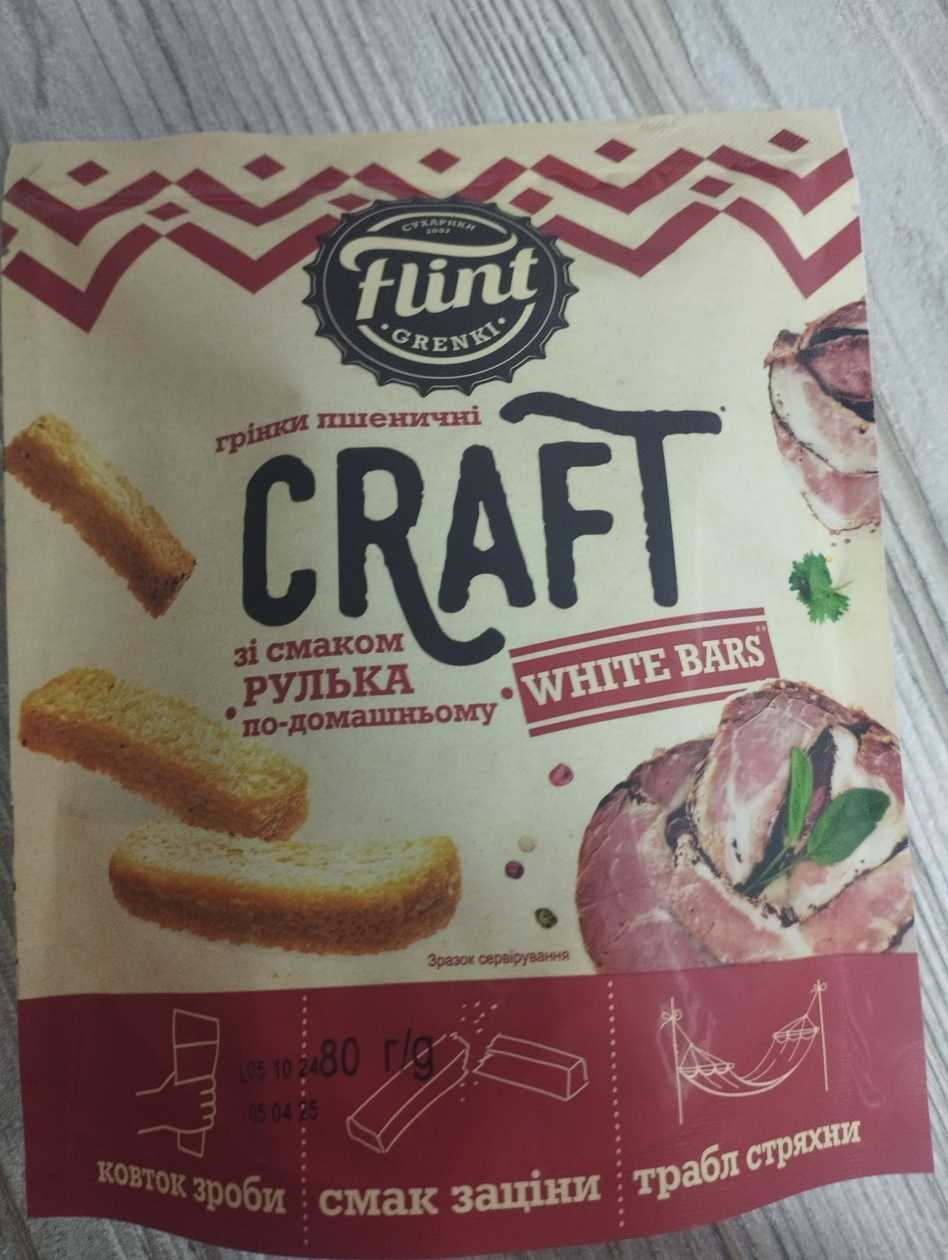 СУХАРИКИ
2002
flint
• GRENKI •
грінки пшеничні
CRAFT
зі смаком
РУЛЬКА
• по-домашньому •
WHITE BARS
Зразок сервірування
L05 10 24 80 г/g
05 04 25
ковток зроби
смак заціни
трабл стряхни